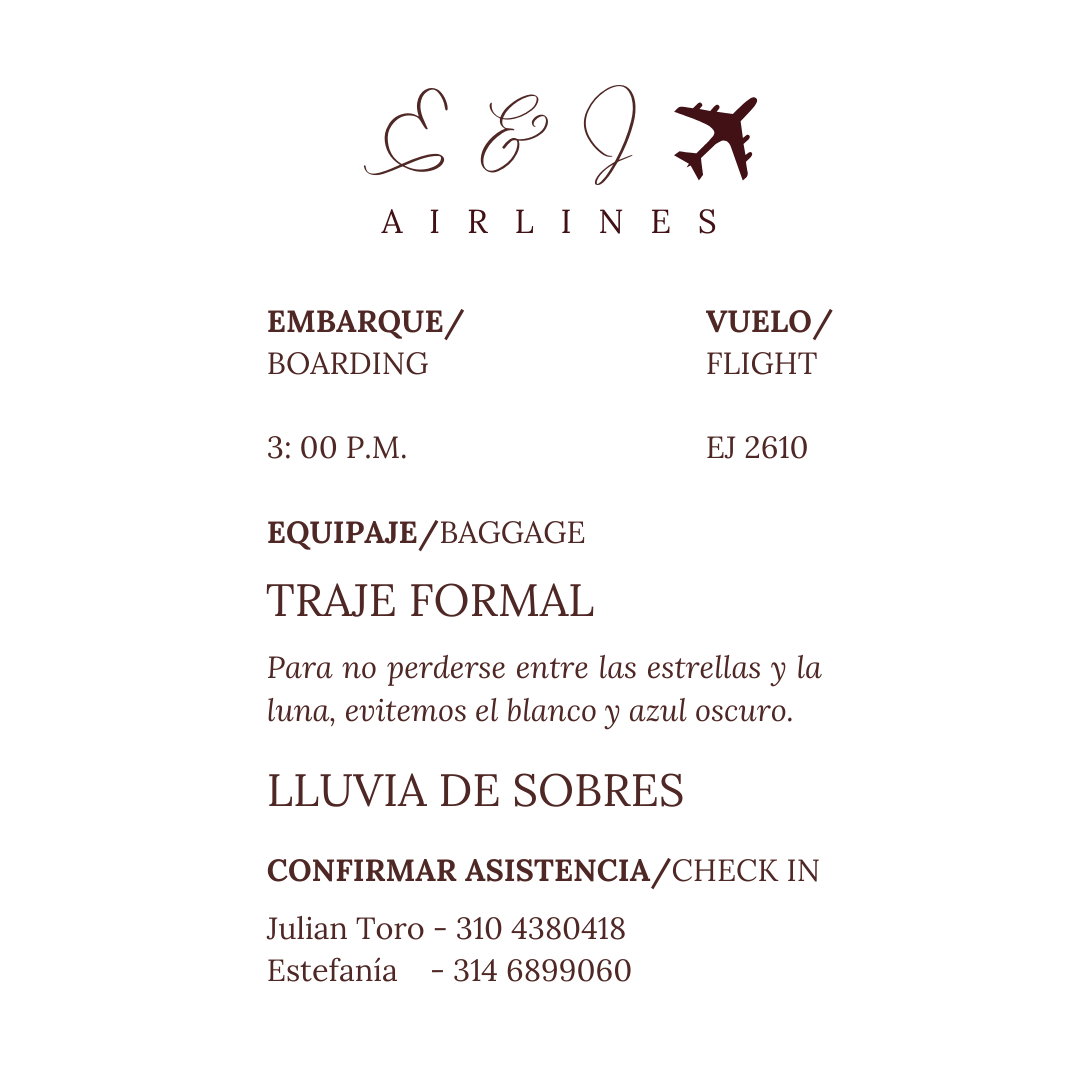 E & J
AIRLINES
EMBARQUE/
BOARDING
3: 00 P.M.
VUELO/
FLIGHT
EJ 2610
EQUIPAJE/BAGGAGE
TRAJE FORMAL
Para no perderse entre las estrellas y la
luna, evitemos el blanco y azul oscuro.
LLUVIA DE SOBRES
CONFIRMAR ASISTENCIA/CHECK IN
Julian Toro - 310 4380418
Estefanía - 314 6899060